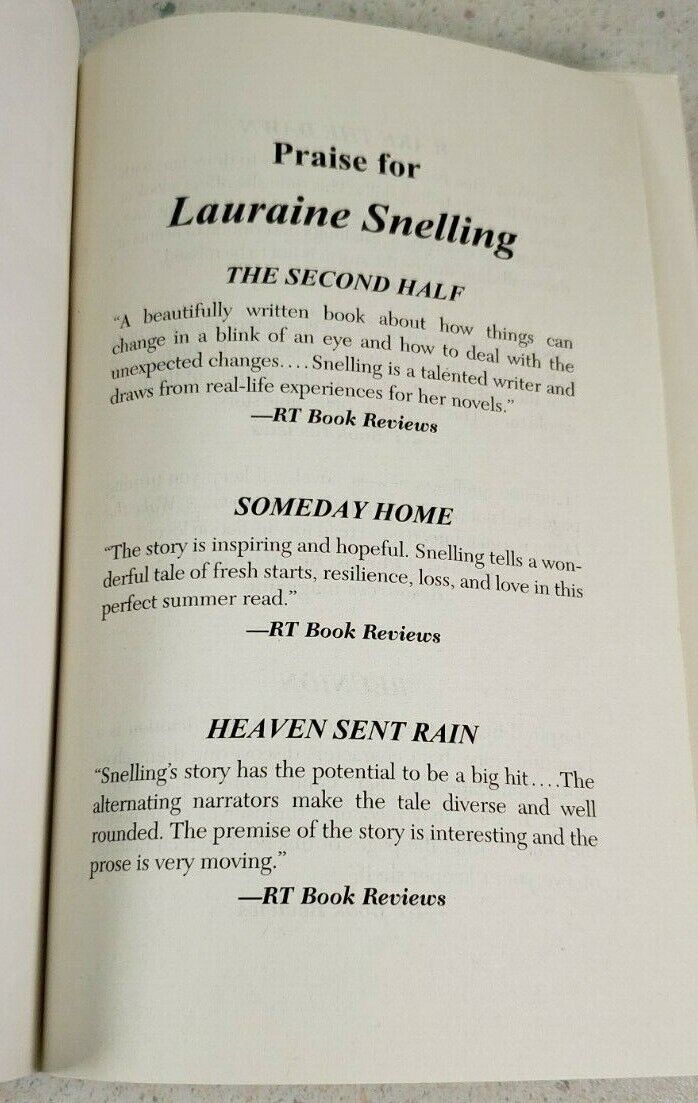 Praise for
Lauraine Snelling
THE SECOND HALF
“A beautifully written book about how things can
change in a blink of an eye and how to deal with the
unexpected changes....Snelling is a talented writer and
draws from real-life experiences for her novels.”
—RT Book Reviews
SOMEDAY HOME
“The story is inspiring and hopeful. Snelling tells a won-
derful tale of fresh starts, resilience, loss, and love in this
perfect summer read.”
—RT Book Reviews
HEAVEN SENT RAIN
“Snelling’s story has the potential to be a big hit....The
alternating narrators make the tale diverse and well
rounded. The premise of the story is interesting and the
prose is very moving.”
—RT Book Reviews